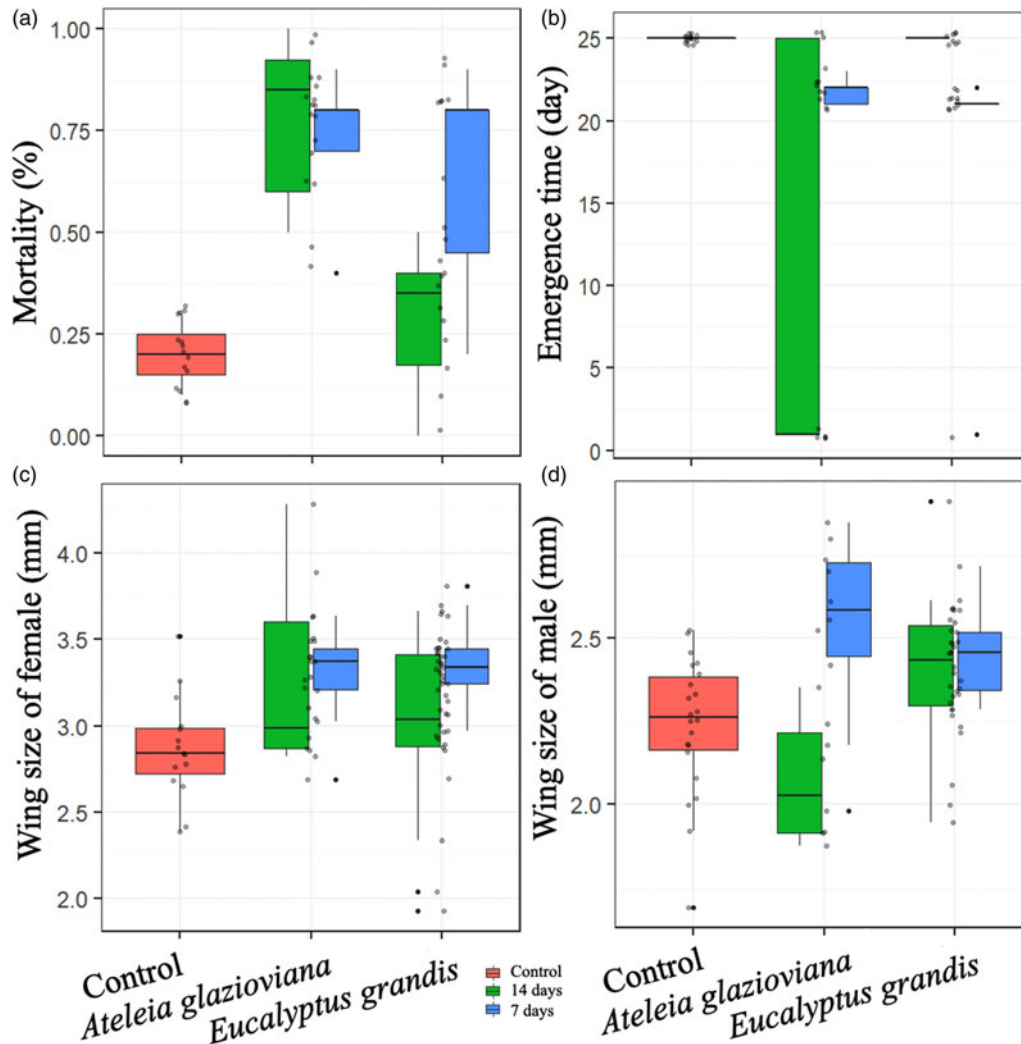 (a)
Mortality (%)
1.00
0.75
0.50
0.25
0.00
(b)
Emergence time (day)
25
20
15
10
5
0
(c)
Wing size of female (mm)
4.0
3.5
3.0
2.5
2.0
(d)
Wing size of male (mm)
2.5
2.0
Control
Ateleia glazioviana
Eucalyptus grandis
Control
14 days
7 days
Control
Ateleia glazioviana
Eucalyptus grandis